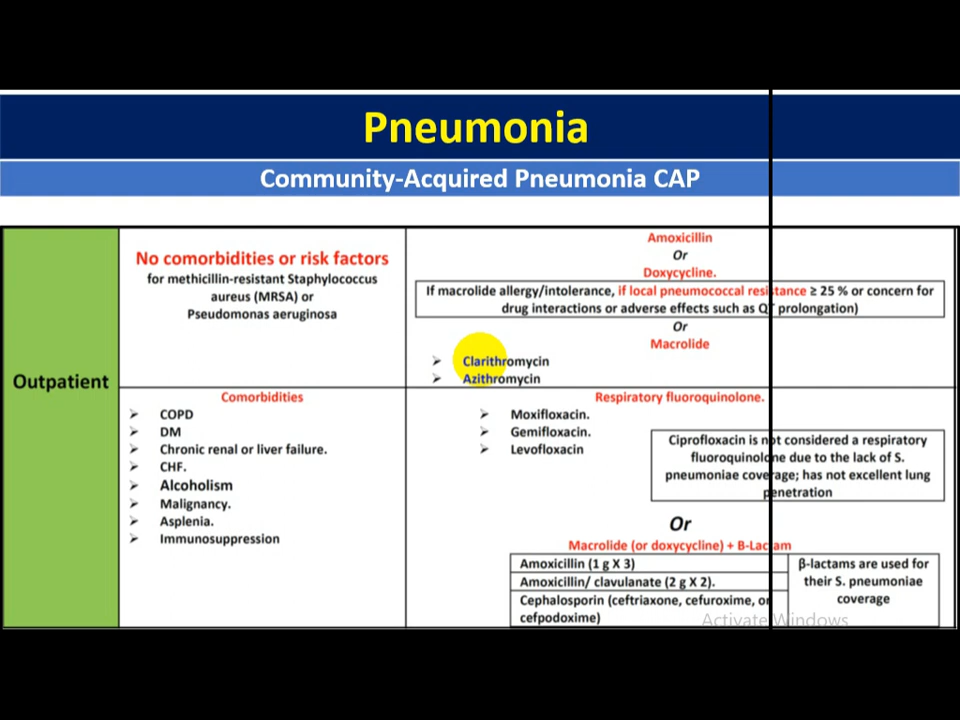 Pneumonia
Community-Acquired Pneumonia CAP
Outpatient
No comorbidities or risk factors
for methicillin-resistant Staphylococcus
aureus (MRSA) or
Pseudomonas aeruginosa
Amoxicillin
Or
Doxycycline.
If macrolide allergy/intolerance, if local pneumococcal resistance ≥ 25 % or concern for
drug interactions or adverse effects such as QT prolongation)
Or
Macrolide
➤ Clarithromycin
➤ Azithromycin
Comorbidities
➤ COPD
➤ DM
➤ Chronic renal or liver failure.
➤ CHF.
➤ Alcoholism
➤ Malignancy.
➤ Asplenia.
➤ Immunosuppression
Respiratory fluoroquinolone.
➤ Moxifloxacin.
➤ Gemifloxacin.
➤ Levofloxacin
Ciprofloxacin is not considered a respiratory
fluoroquinolone due to the lack of S.
pneumoniae coverage; has not excellent lung
penetration
Or
Macrolide (or doxycycline) + B-Lactam
Amoxicillin (1 g X 3)
Amoxicillin/ clavulanate (2 g X 2).
Cephalosporin (ceftriaxone, cefuroxime, or
cefpodoxime)
β-lactams are used for
their S. pneumoniae
coverage
Activate Windows